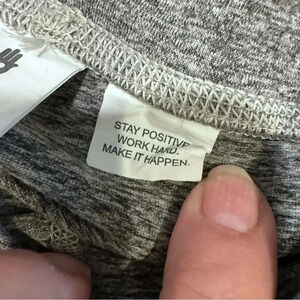 STAY POSITIVE
WORK HARD.
MAKE IT HAPPEN.